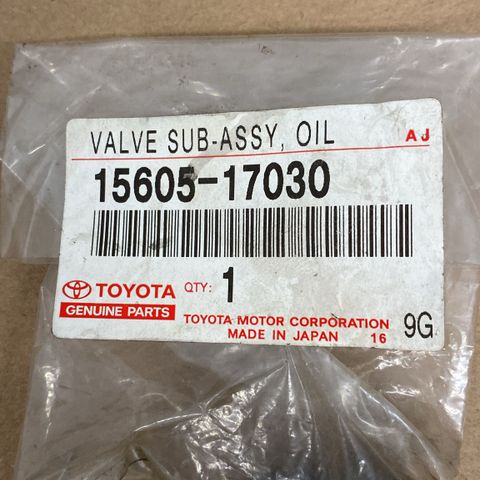 VALVE SUB-ASSY, OIL AJ
15605-17030
TOYOTA QTY: 1
GENUINE PARTS
TOYOTA MOTOR CORPORATION 9G
MADE IN JAPAN 16